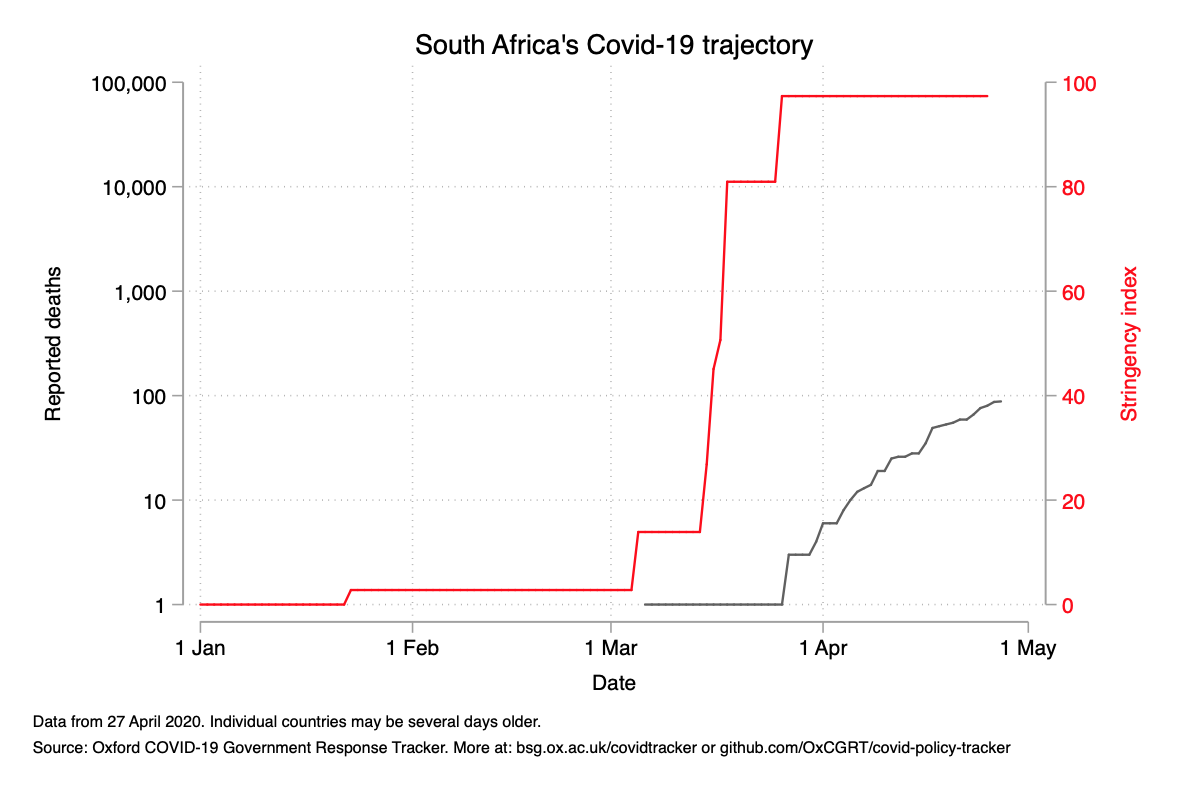 South Africa's Covid-19 trajectory
100,000
10,000
1,000
100
10
1
Reported deaths
100
80
60
40
20
0
Stringency index
1 Jan
1 Feb
1 Mar
1 Apr
1 May
Date
Data from 27 April 2020. Individual countries may be several days older.
Source: Oxford COVID-19 Government Response Tracker. More at: bsg.ox.ac.uk/covidtracker or github.com/OxCGRT/covid-policy-tracker